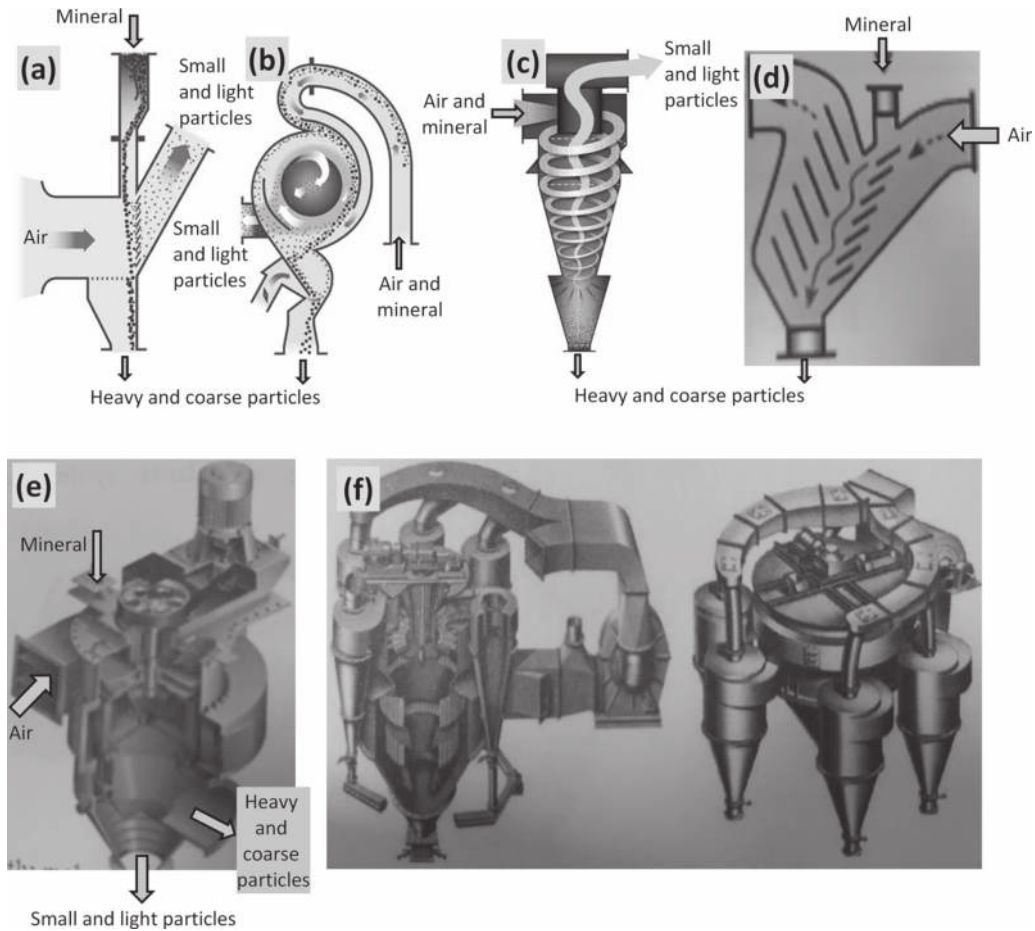 Mineral
(a)
Small
and light
particles
(b)
Air
Small
and light
particles
Air and
mineral
Heavy and coarse particles
(c)
Small
and light
particles
Air and
mineral
Mineral
(d)
Air
Heavy and coarse particles
(e)
Mineral
Air
Heavy
and
coarse
particles
Small and light particles
(f)